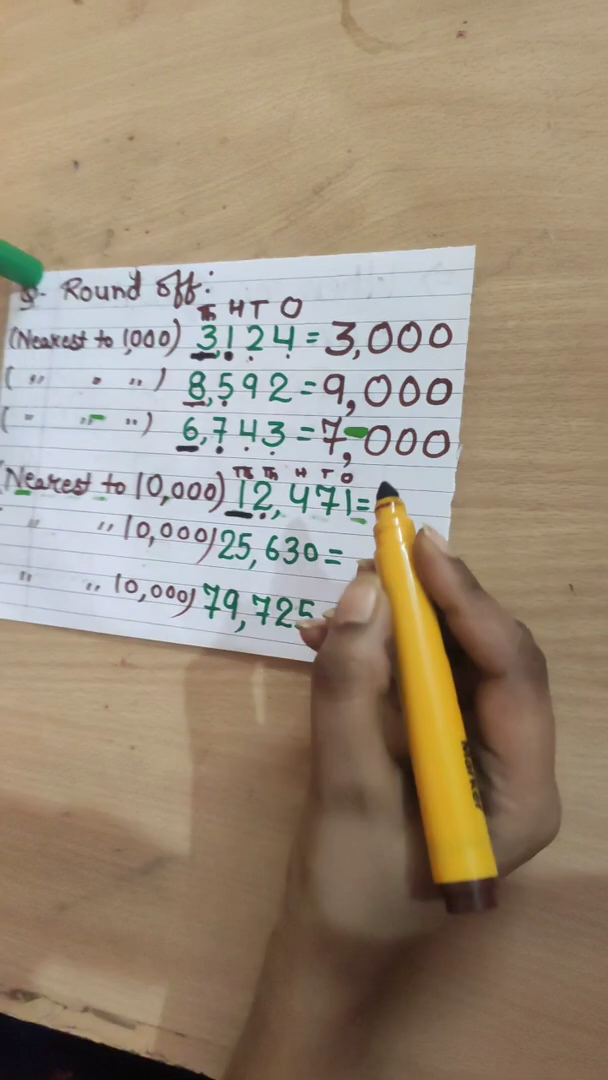 Q- Round off:
Th H T O
(Nearest to 1,000) 3,124 = 3,000
( " " " ) 8,592 = 9,000
( " " " ) 6,743 = 7,000
TTh Th H T O
(Nearest to 10,000) 12,471 =
" " 10,000) 25,630 =
" " 10,000) 79,725